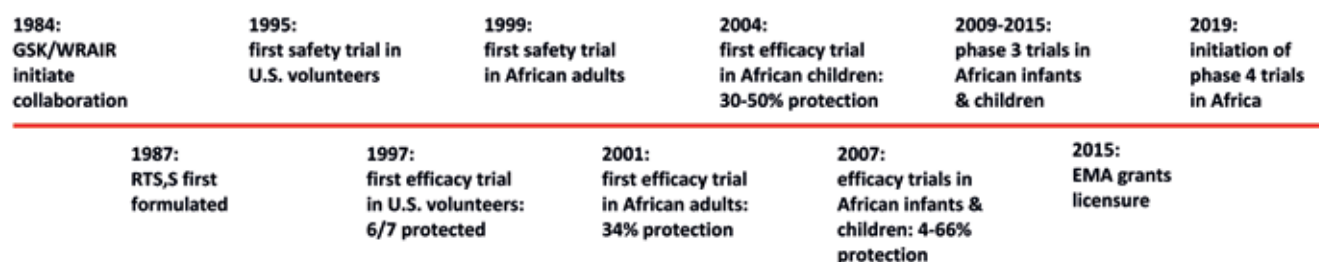 1984:
GSK/WRAIR
initiate
collaboration
1995:
first safety trial in
U.S. volunteers
1999:
first safety trial
in African adults
2004:
first efficacy trial
in African children:
30-50% protection
2009-2015:
phase 3 trials in
African infants
& children
2019:
initiation of
phase 4 trials
in Africa
1987:
RTS,S first
formulated
1997:
first efficacy trial
in U.S. volunteers:
6/7 protected
2001:
first efficacy trial
in African adults:
34% protection
2007:
efficacy trials in
African infants &
children: 4-66%
protection
2015:
EMA grants
licensure